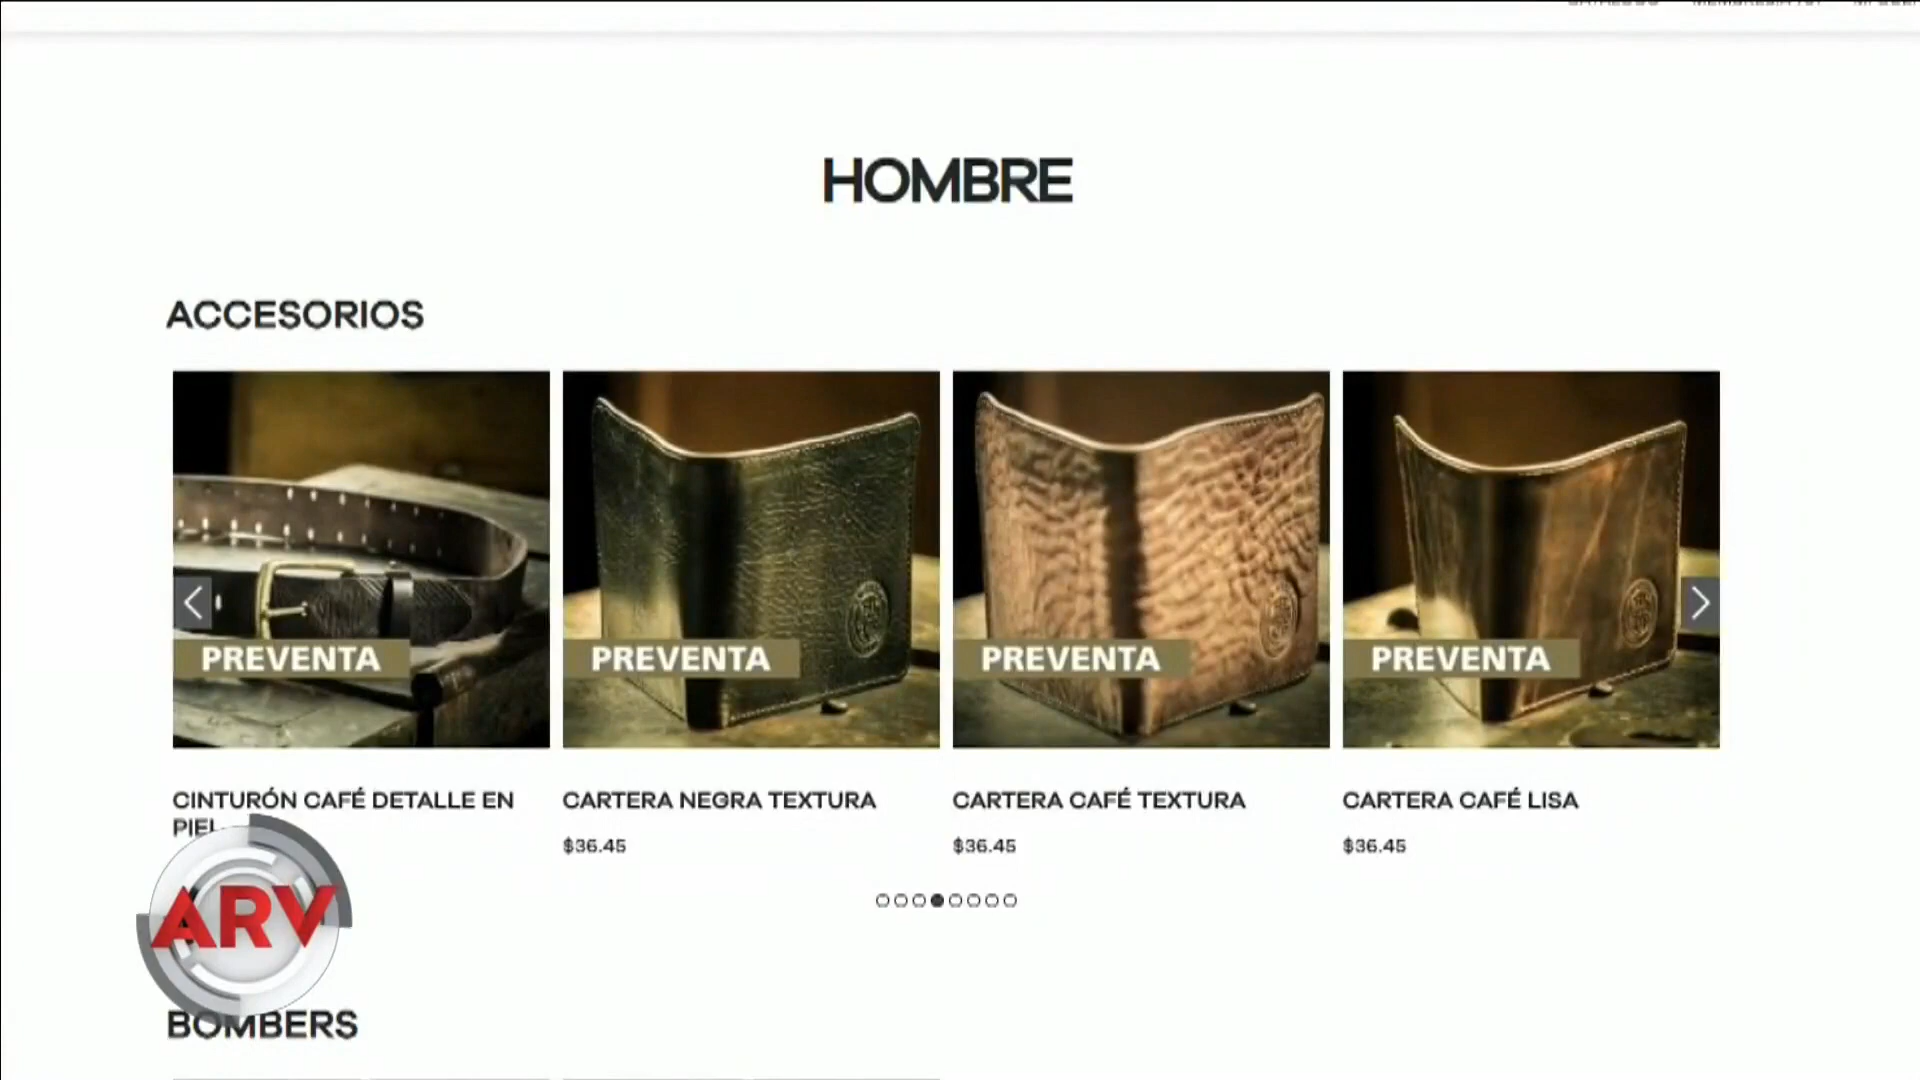 HOMBRE
ACCESORIOS
PREVENTA
PREVENTA
PREVENTA
PREVENTA
CINTURÓN CAFÉ DETALLE EN
PIEL
CARTERA NEGRA TEXTURA
$36.45
CARTERA CAFÉ TEXTURA
$36.45
CARTERA CAFÉ LISA
$36.45
ARV
BOMBERS